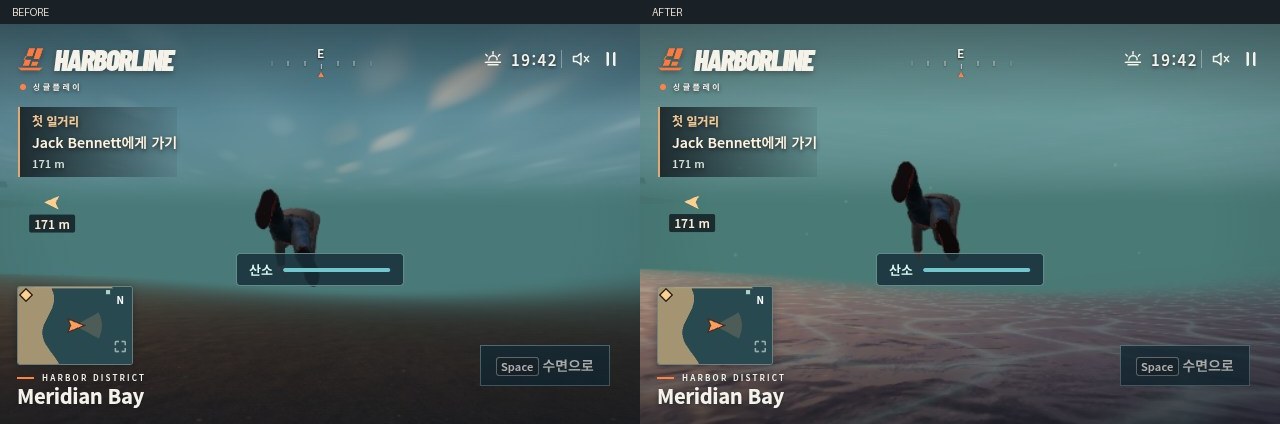 BEFORE
HARBORLINE
E
19:42
싱글플레이
첫 일거리
Jack Bennett에게 가기
171 m
171 m
산소
N
Space 수면으로
HARBOR DISTRICT
Meridian Bay
AFTER
HARBORLINE
E
19:42
싱글플레이
첫 일거리
Jack Bennett에게 가기
171 m
171 m
산소
N
Space 수면으로
HARBOR DISTRICT
Meridian Bay